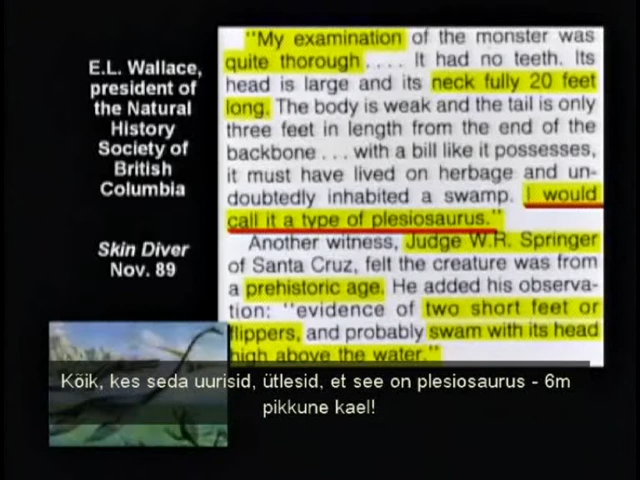 E.L. Wallace,
president of
the Natural
History
Society of
British
Columbia
Skin Diver
Nov. 89
"My examination of the monster was
quite thorough . . . . It had no teeth. Its
head is large and its neck fully 20 feet
long. The body is weak and the tail is only
three feet in length from the end of the
backbone . . . with a bill like it possesses,
it must have lived on herbage and un-
doubtedly inhabited a swamp. I would
call it a type of plesiosaurus."
Another witness, Judge W.R. Springer
of Santa Cruz, felt the creature was from
a prehistoric age. He added his observa-
tion: "evidence of two short feet or
flippers, and probably swam with its head
high above the water."
Kõik, kes seda uurisid, ütlesid, et see on plesiosaurus - 6m
pikkune kael!